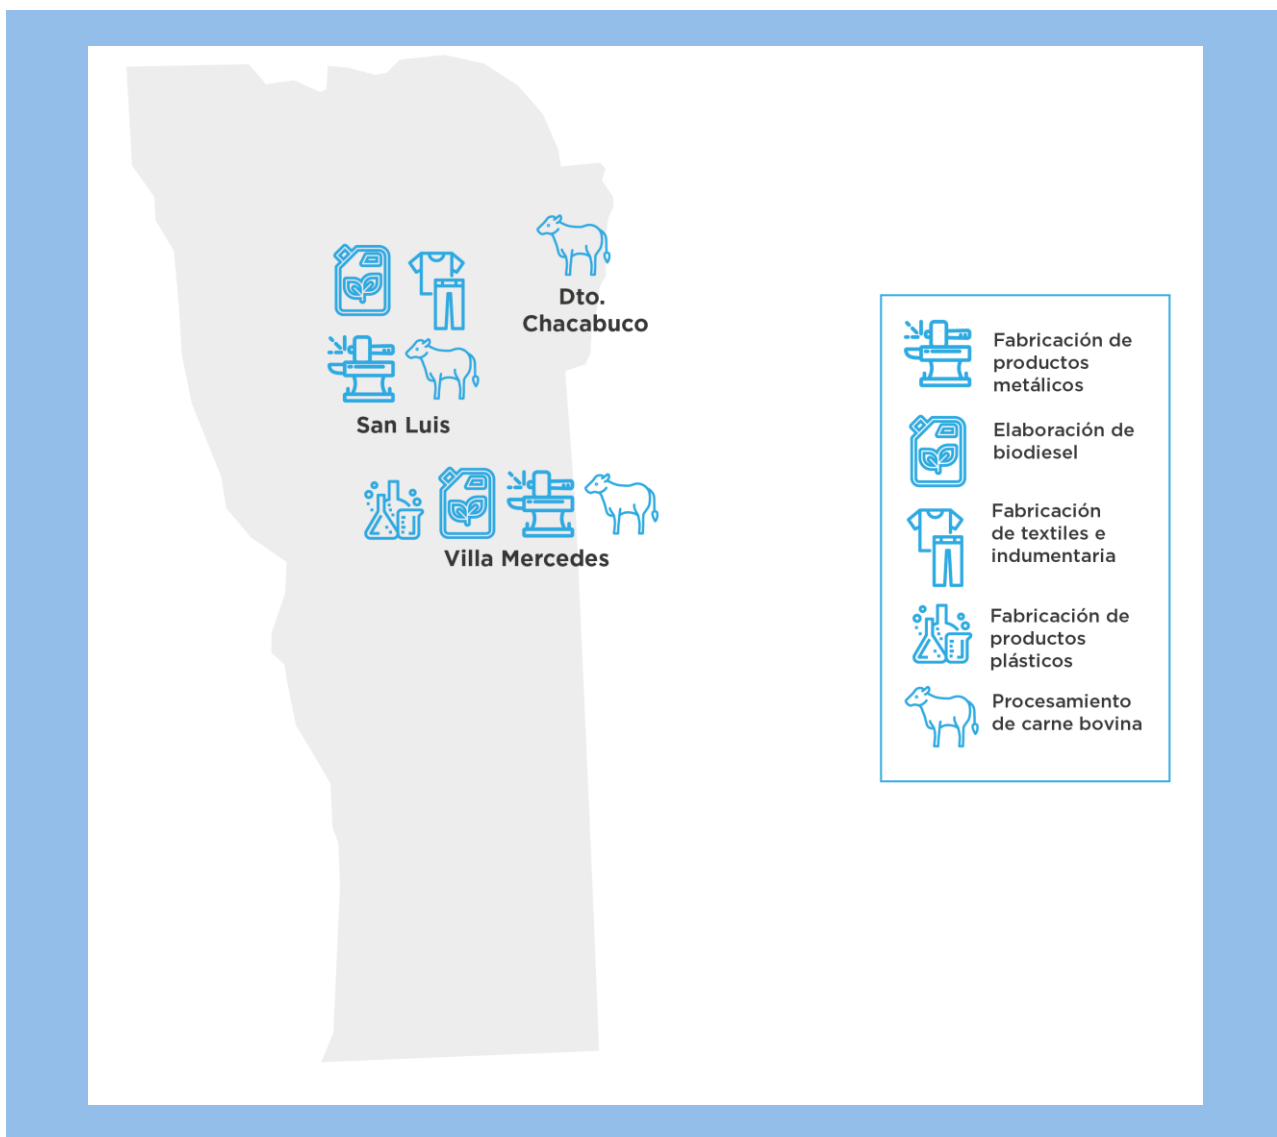 Dto.
Chacabuco
San Luis
Villa Mercedes
Fabricación de
productos
metálicos
Elaboración de
biodiesel
Fabricación
de textiles e
indumentaria
Fabricación de
productos
plásticos
Procesamiento
de carne bovina